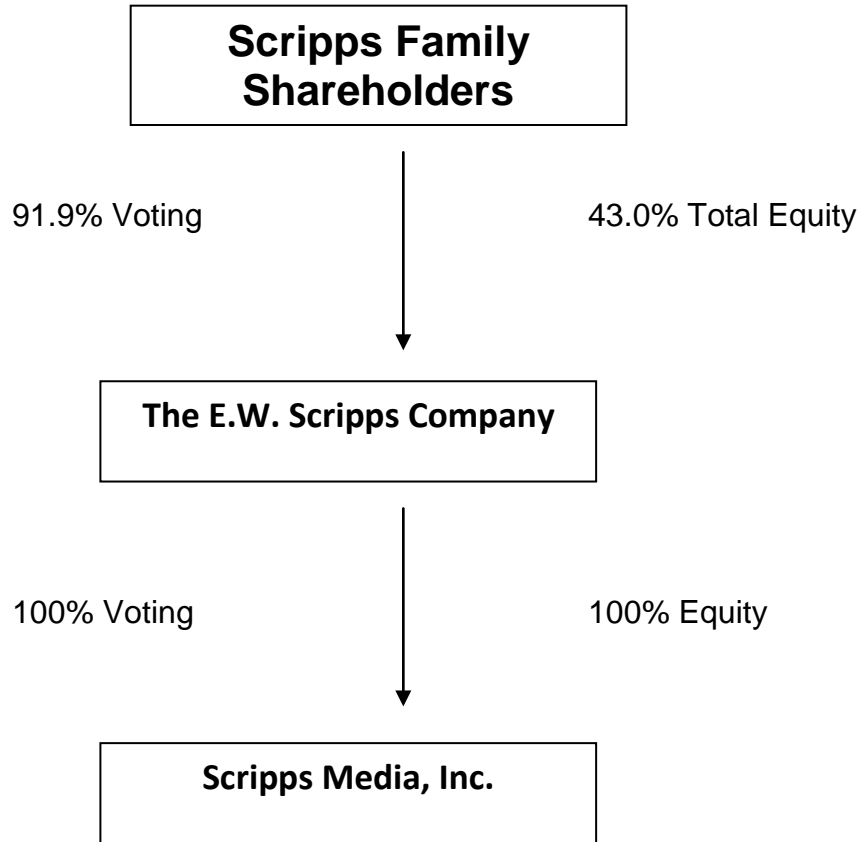 Scripps Family
Shareholders
91.9% Voting
43.0% Total Equity
The E.W. Scripps Company
100% Voting
100% Equity
Scripps Media, Inc.